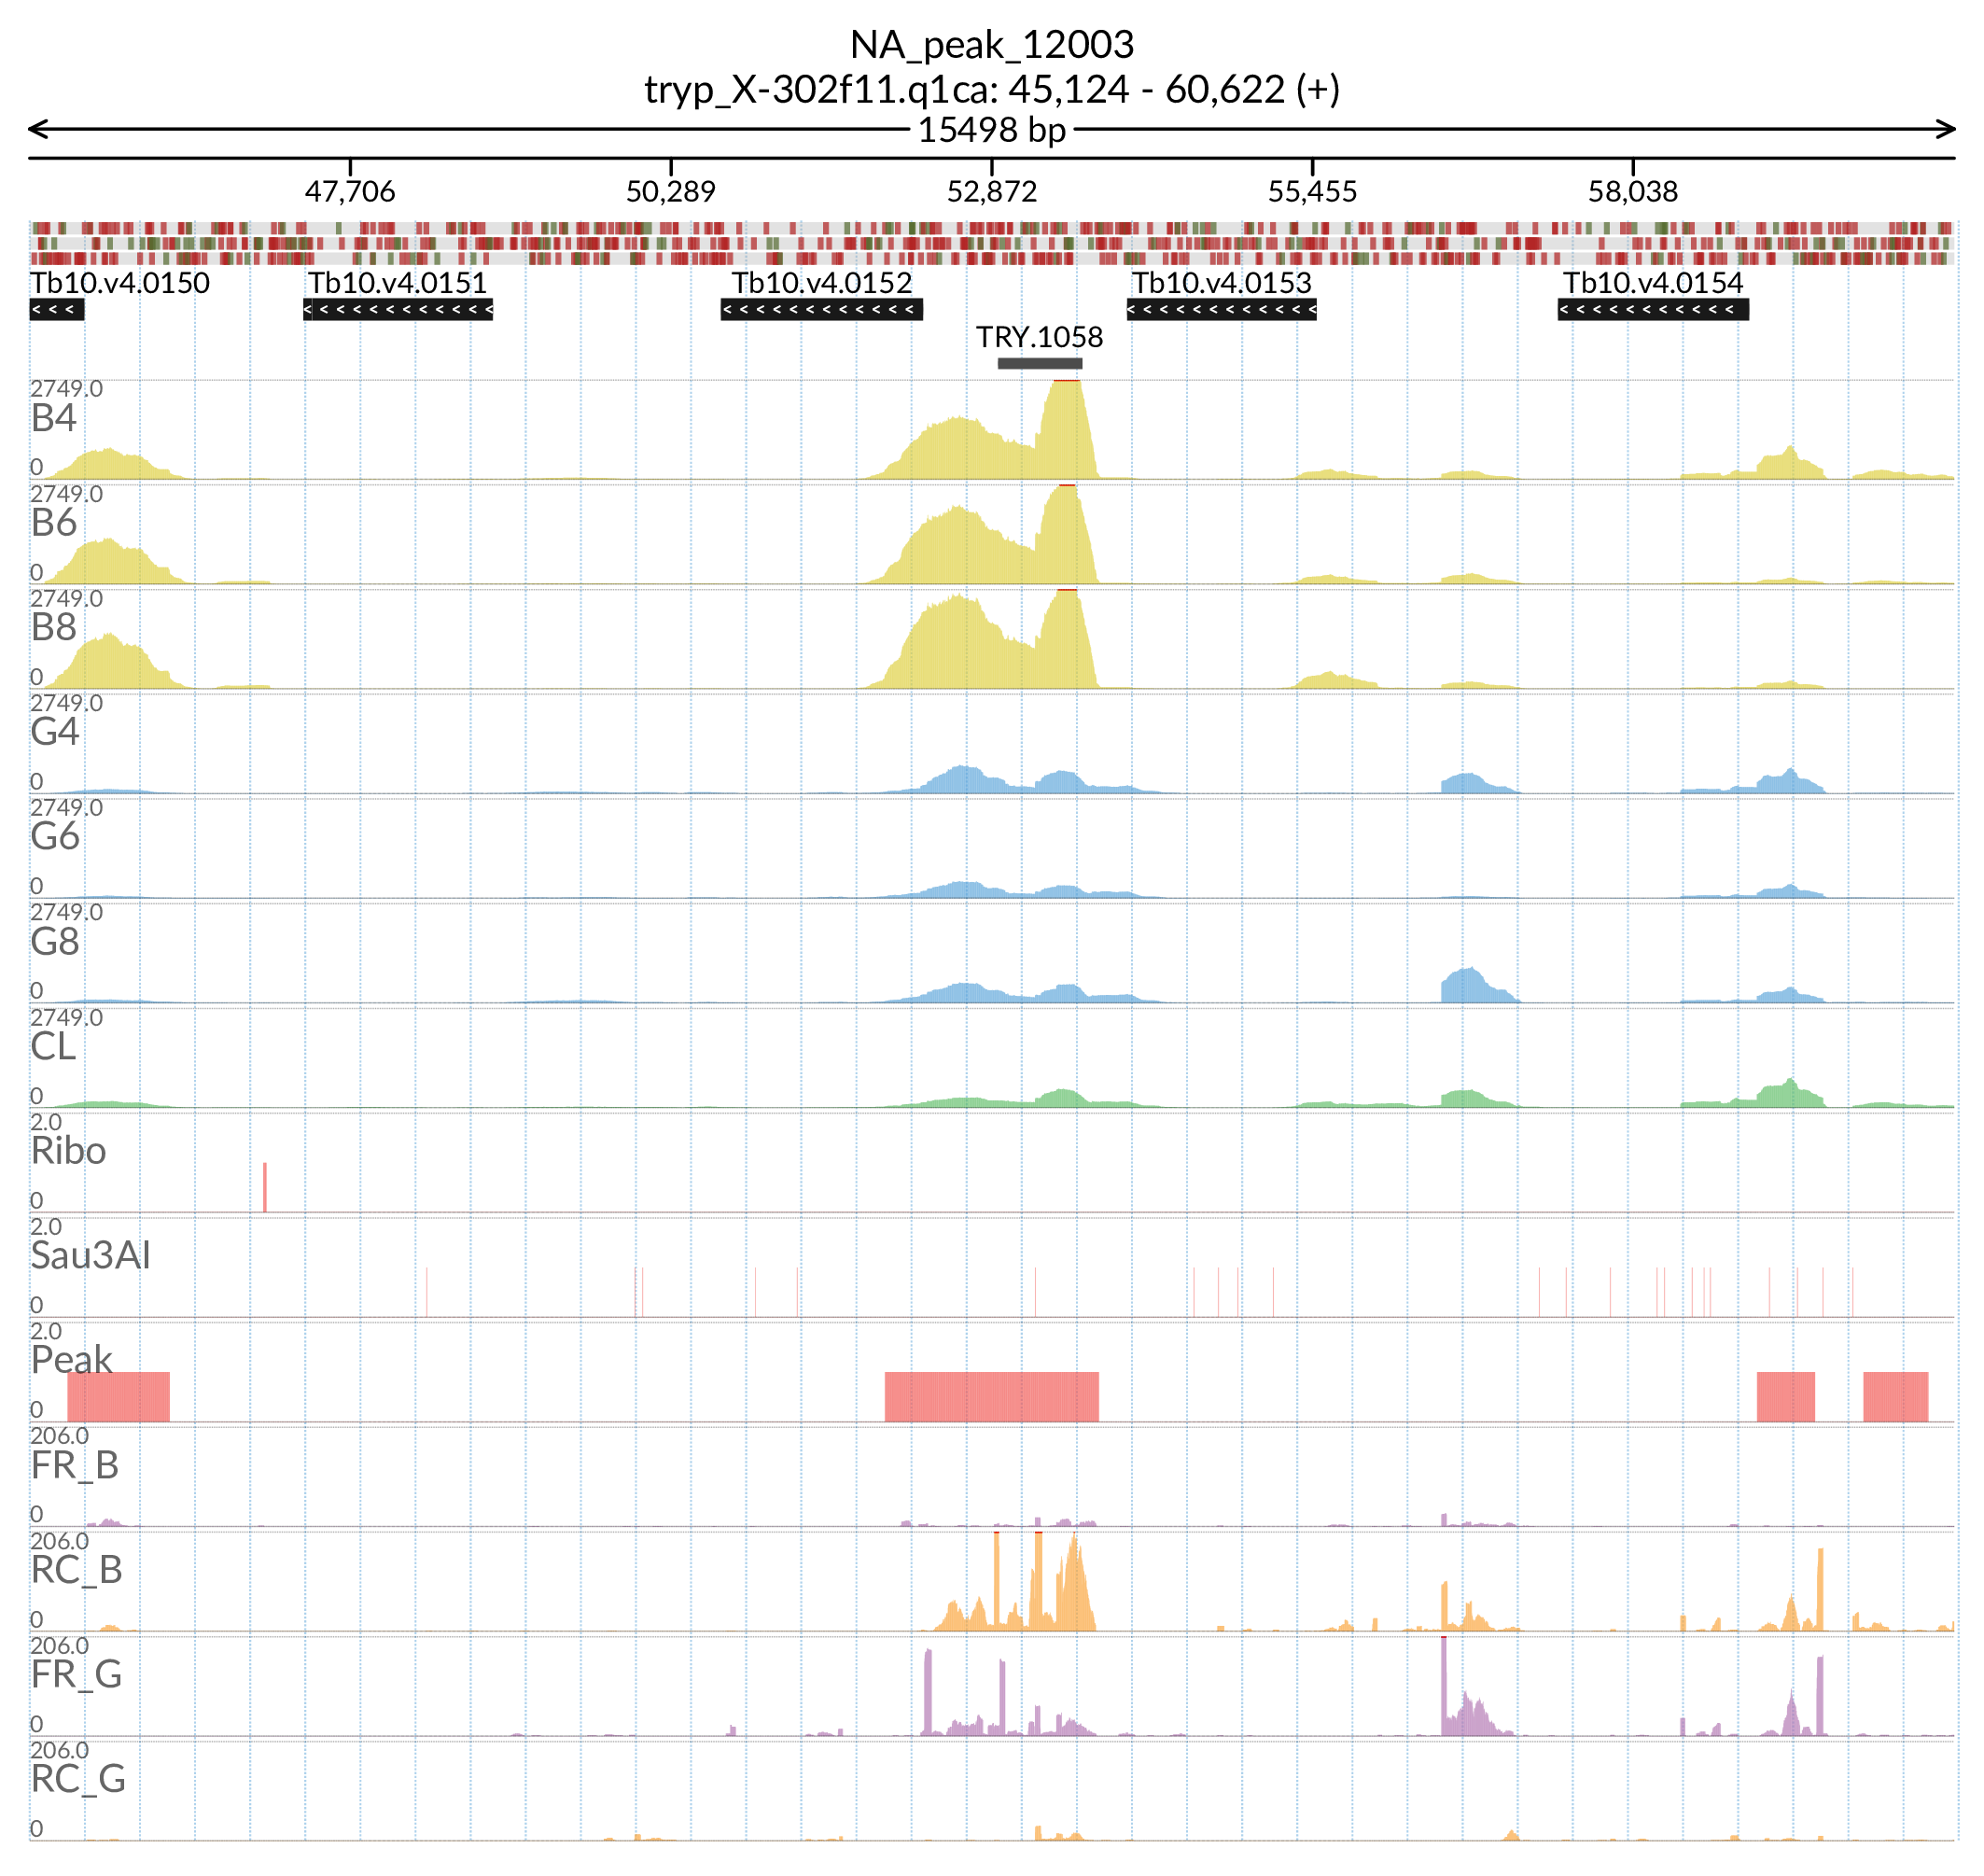 NA_peak_12003
tryp_X-302f11.q1ca: 45,124 - 60,622 (+)
15498 bp
47,706 50,289 52,872 55,455 58,038
Tb10.v4.0150 Tb10.v4.0151 Tb10.v4.0152 Tb10.v4.0153 Tb10.v4.0154
TRY.1058
2749.0
B4
0
2749.0
B6
0
2749.0
B8
0
2749.0
G4
0
2749.0
G6
0
2749.0
G8
0
2749.0
CL
0
2.0
Ribo
0
2.0
Sau3AI
0
2.0
Peak
0
206.0
FR_B
0
206.0
RC_B
0
206.0
FR_G
0
206.0
RC_G
0